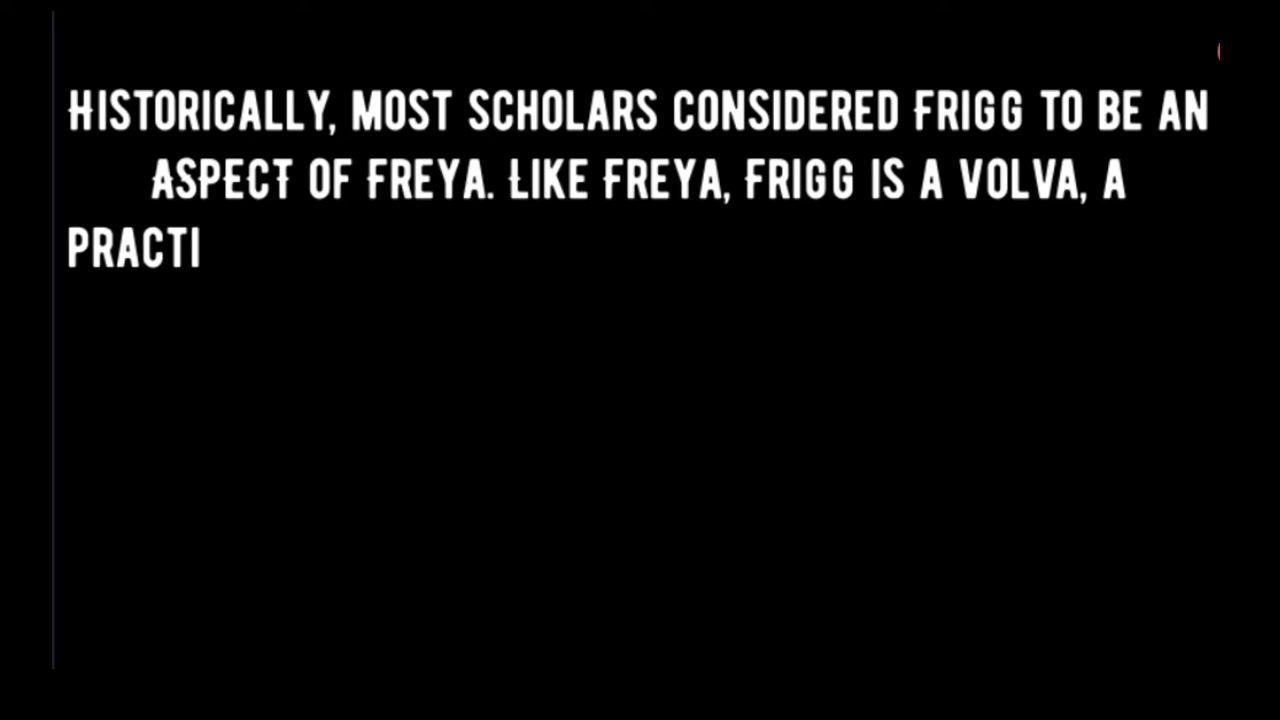 Historically, most scholars considered Frigg to be an
aspect of Freya. Like Freya, Frigg is a volva, a
practi